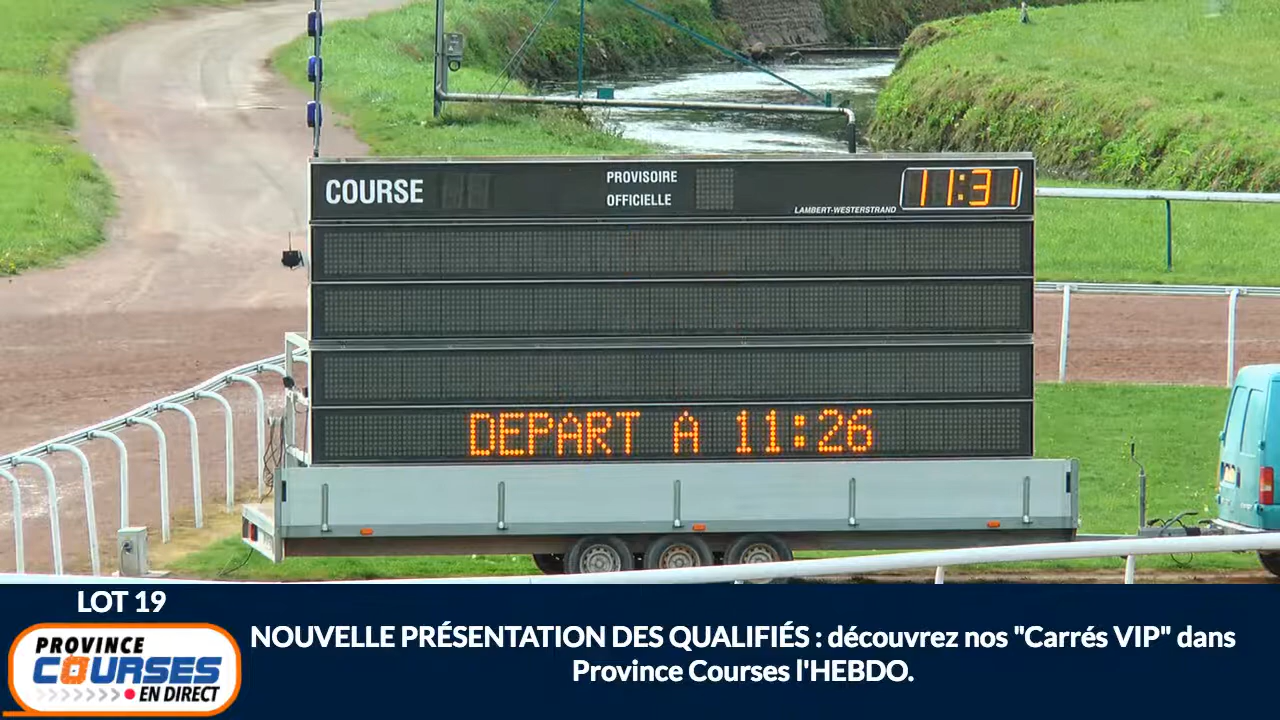 COURSE
PROVISOIRE
OFFICIELLE
LAMBERT-WESTERSTRAND
11:31
DEPART A 11:26
LOT 19
PROVINCE
COURSES
EN DIRECT
NOUVELLE PRÉSENTATION DES QUALIFIÉS : découvrez nos "Carrés VIP" dans
Province Courses l'HEBDO.